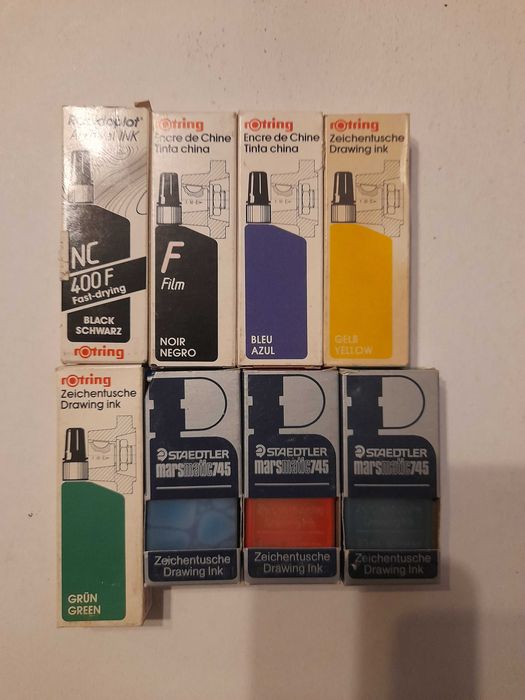 Rapidoplot
INK
NC
400 F
Fast-drying
BLACK
SCHWARZ
rotring
rotring
Encre de Chine
Tinta china
F
Film
NOIR
NEGRO
rotring
Encre de Chine
Tinta china
BLEU
AZUL
rotring
Zeichentusche
Drawing ink
GELB
YELLOW
rotring
Zeichentusche
Drawing ink
GRÜN
GREEN
STAEDTLER
marsmatic745
Zeichentusche
Drawing Ink
STAEDTLER
marsmatic745
Zeichentusche
Drawing Ink
STAEDTLER
marsmatic745
Zeichentusche
Drawing Ink